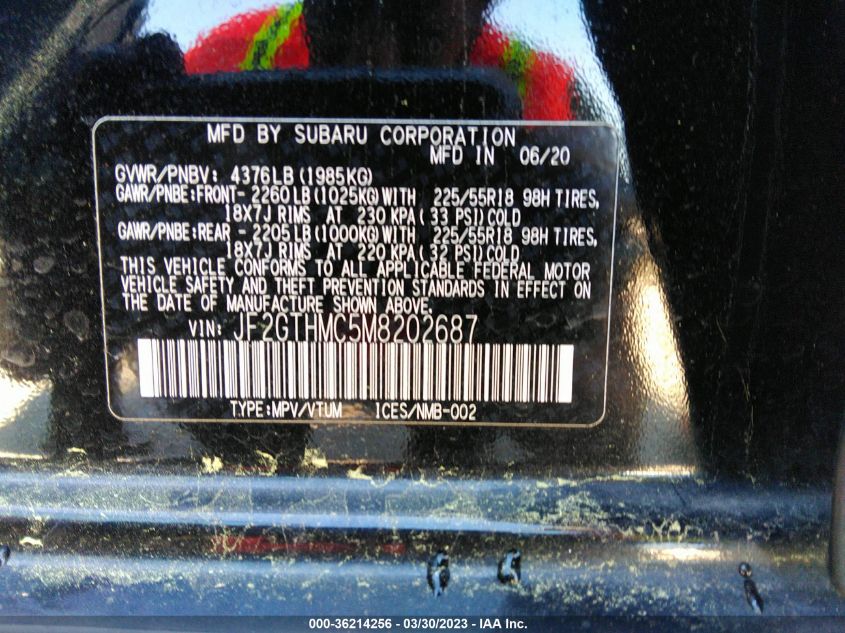 MFD BY SUBARU CORPORATION
MFD IN 06/20
GVWR/PNBV: 4376LB (1985KG)
GAWR/PNBE:FRONT- 2260LB(1025KG)WITH 225/55R18 98H TIRES,
18X7J RIMS AT 230 KPA( 33 PSI)COLD
GAWR/PNBE:REAR - 2205LB(1000KG)WITH 225/55R18 98H TIRES,
18X7J RIMS AT 220 KPA( 32 PSI)COLD
THIS VEHICLE CONFORMS TO ALL APPLICABLE FEDERAL MOTOR
VEHICLE SAFETY AND THEFT PREVENTION STANDARDS IN EFFECT ON
THE DATE OF MANUFACTURE SHOWN ABOVE.
VIN: JF2GTHMC5M8202687
TYPE:MPV/VTUM ICES/NMB-002
000-36214256 - 03/30/2023 - IAA Inc.